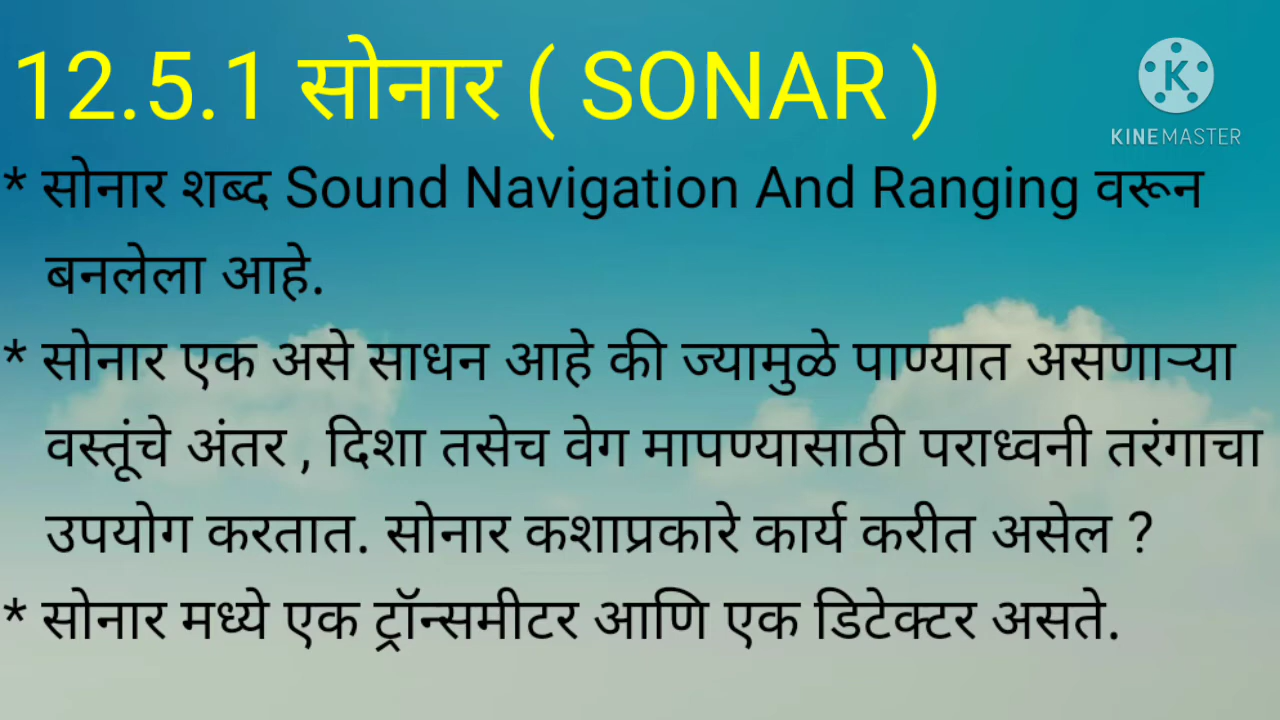 12.5.1 सोनार ( SONAR )
K
KINEMASTER
* सोनार शब्द Sound Navigation And Ranging वरून
बनलेला आहे.
* सोनार एक असे साधन आहे की ज्यामुळे पाण्यात असणाऱ्या
वस्तूंचे अंतर , दिशा तसेच वेग मापण्यासाठी पराध्वनी तरंगाचा
उपयोग करतात. सोनार कशाप्रकारे कार्य करीत असेल ?
* सोनार मध्ये एक ट्रॉन्समीटर आणि एक डिटेक्टर असते.